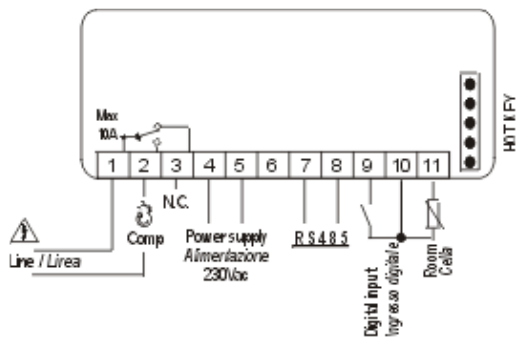 Max
10A
1 2 3 4 5 6 7 8 9 10 11
HOT KEY
N.C.
Comp
Line / Linea
Power supply
Alimentazione
230Vac
RS485
Digital input
Ingresso digitale
Room
Cella